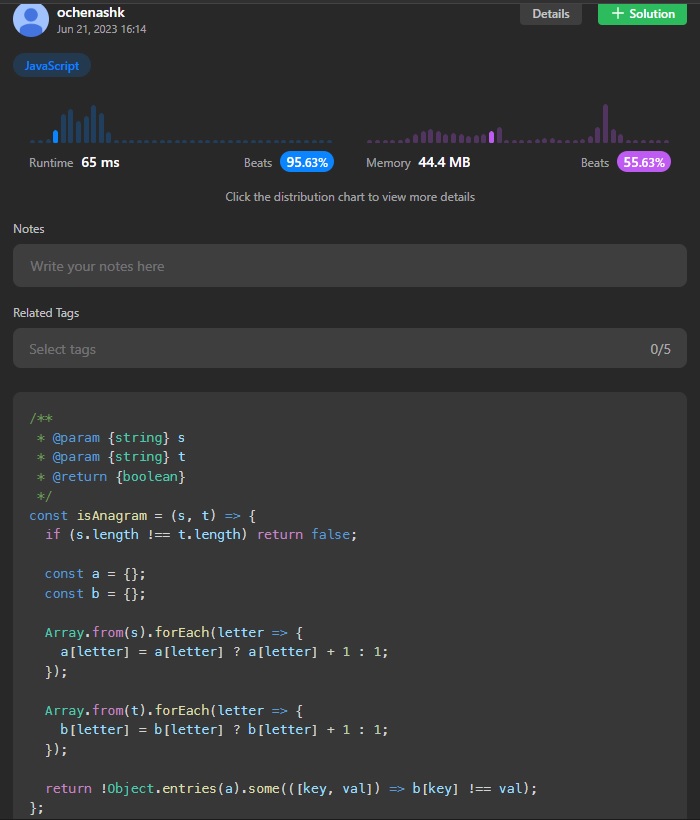 ochenashk
Jun 21, 2023 16:14
Details
+ Solution
JavaScript
Runtime 65 ms Beats 95.63%
Memory 44.4 MB Beats 55.63%
Click the distribution chart to view more details
Notes
Write your notes here
Related Tags
Select tags 0/5
/**
 * @param {string} s
 * @param {string} t
 * @return {boolean}
 */
const isAnagram = (s, t) => {
  if (s.length !== t.length) return false;

  const a = {};
  const b = {};

  Array.from(s).forEach(letter => {
    a[letter] = a[letter] ? a[letter] + 1 : 1;
  });

  Array.from(t).forEach(letter => {
    b[letter] = b[letter] ? b[letter] + 1 : 1;
  });

  return !Object.entries(a).some(([key, val]) => b[key] !== val);
};